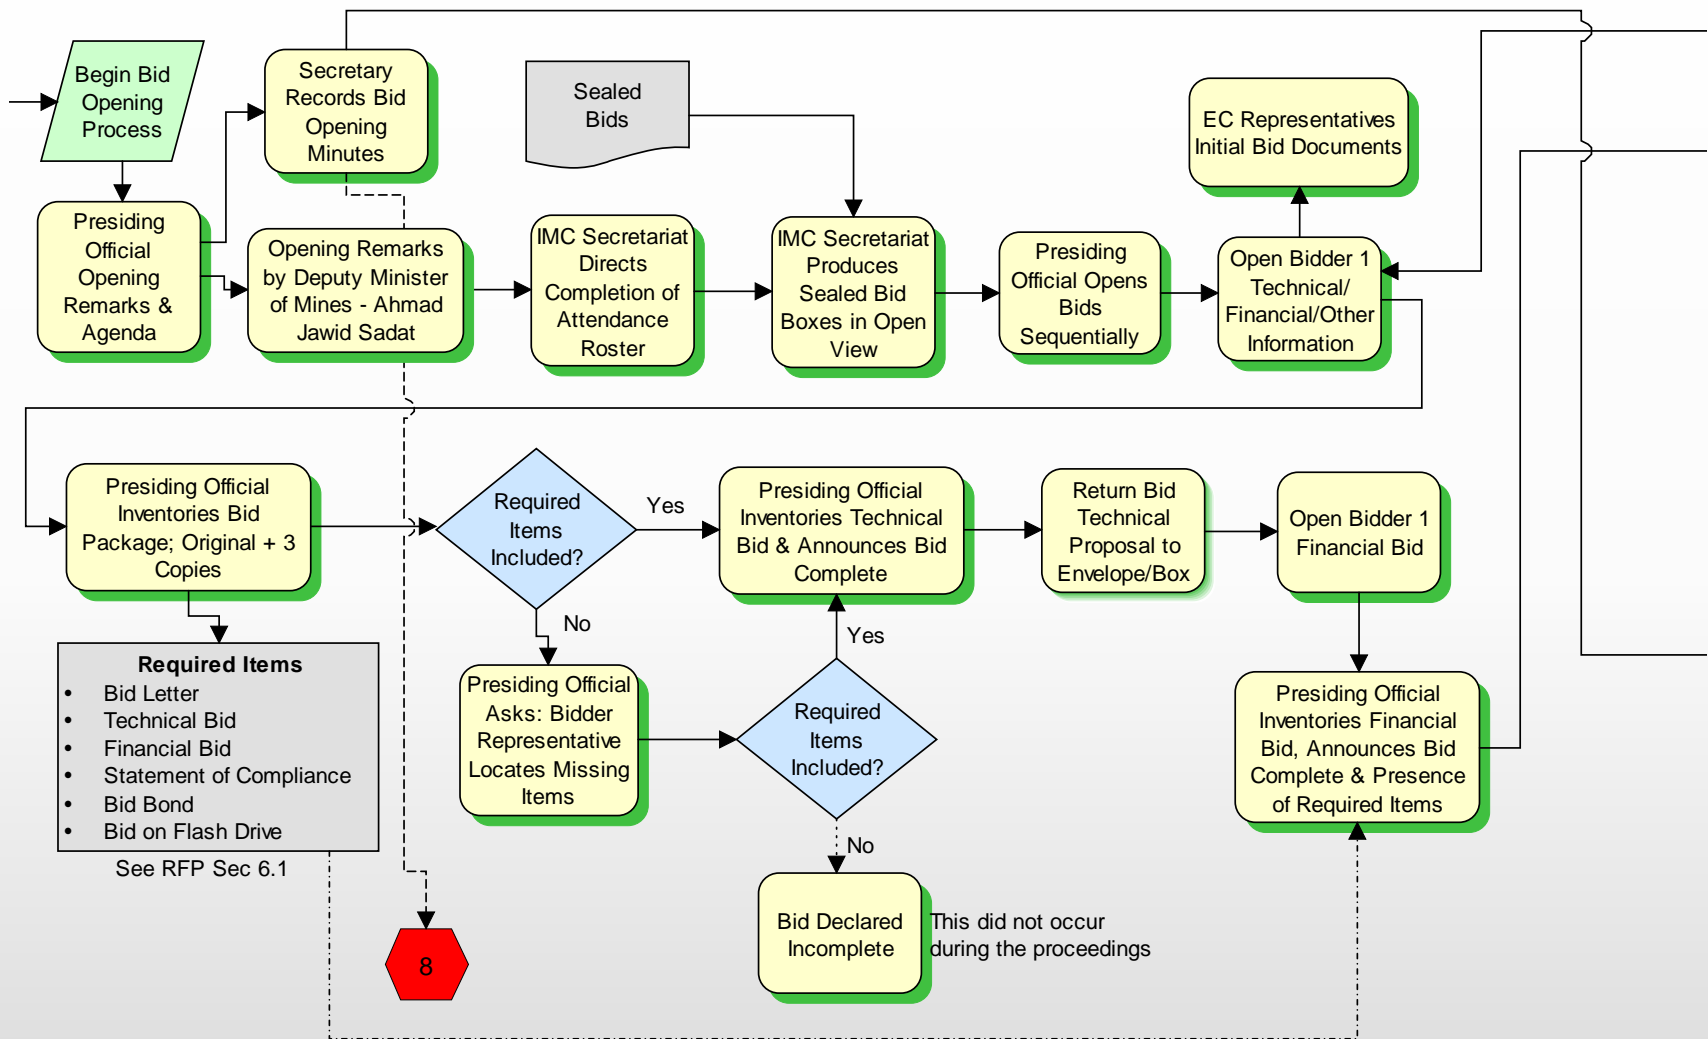 Begin Bid
Opening
Process
Secretary
Records Bid
Opening
Minutes
Sealed
Bids
EC Representatives
Initial Bid Documents
Presiding
Official
Opening
Remarks &
Agenda
Opening Remarks
by Deputy Minister
of Mines - Ahmad
Jawid Sadat
IMC Secretariat
Directs
Completion of
Attendance
Roster
IMC Secretariat
Produces
Sealed Bid
Boxes in Open
View
Presiding
Official Opens
Bids
Sequentially
Open Bidder 1
Technical/
Financial/Other
Information
Presiding Official
Inventories Bid
Package; Original + 3
Copies
Required
Items
Included?
Yes
No
Presiding Official
Inventories Technical
Bid & Announces Bid
Complete
Return Bid
Technical
Proposal to
Envelope/Box
Open Bidder 1
Financial Bid
Required Items
• Bid Letter
• Technical Bid
• Financial Bid
• Statement of Compliance
• Bid Bond
• Bid on Flash Drive
See RFP Sec 6.1
Presiding Official
Asks: Bidder
Representative
Locates Missing
Items
Required
Items
Included?
Yes
No
Presiding Official
Inventories Financial
Bid, Announces Bid
Complete & Presence
of Required Items
Bid Declared
Incomplete
This did not occur
during the proceedings
8